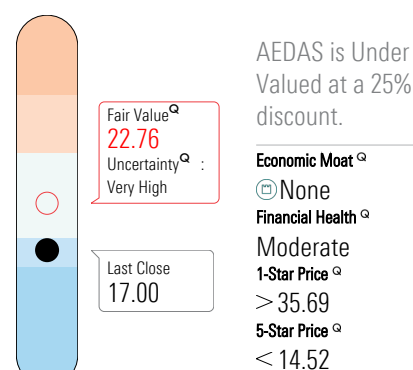 AEDAS is Under
Valued at a 25%
discount.
Fair Value Q
22.76
Uncertainty Q :
Very High
Last Close
17.00
Economic Moat Q
None
Financial Health Q
Moderate
1-Star Price Q
>35.69
5-Star Price Q
<14.52